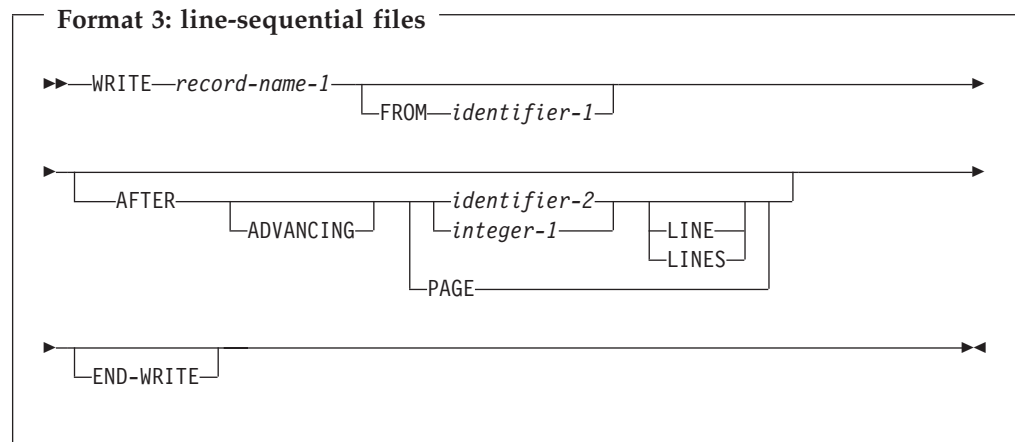 Format 3: line-sequential files
WRITE record-name-1
FROM identifier-1
AFTER
ADVANCING
identifier-2
integer-1
LINE
LINES
PAGE
END-WRITE